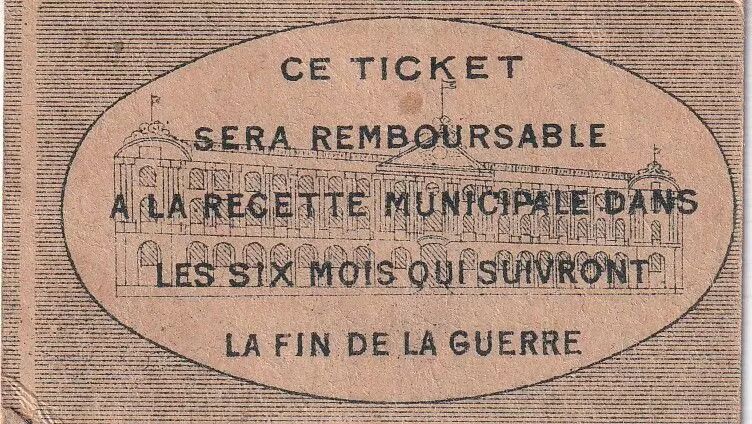 CE TICKET
SERA REMBOURSABLE
A LA RECETTE MUNICIPALE DANS
LES SIX MOIS QUI SUIVRONT
LA FIN DE LA GUERRE